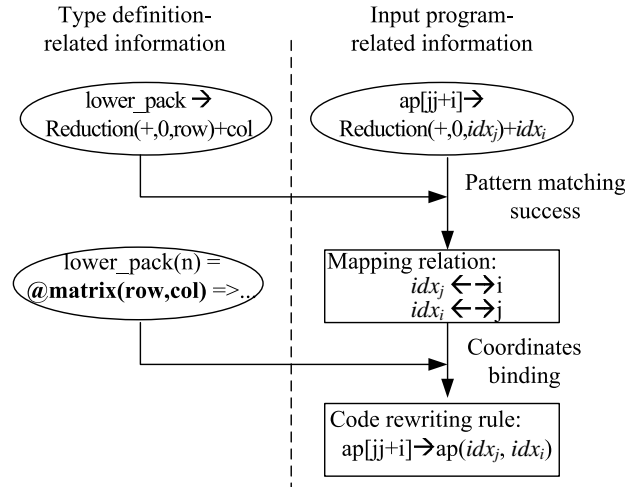 Type definition-
related information
Input program-
related information
lower_pack →
Reduction(+,0,row)+col
ap[jj+i]→
Reduction(+,0,idxj)+idxi
Pattern matching
success
lower_pack(n) =
@matrix(row,col) =>..
Mapping relation:
idxj ←→i
idxi ←→j
Coordinates
binding
Code rewriting rule:
ap[jj+i]→ap(idxj, idxi)